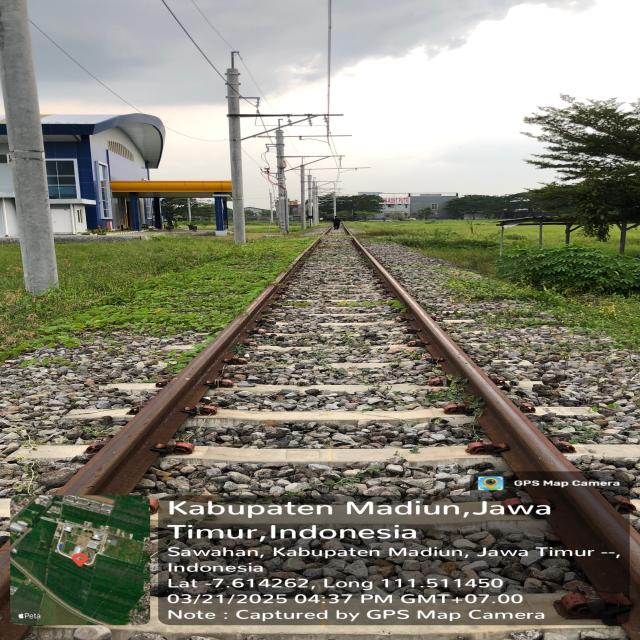 GPS Map Camera
Kabupaten Madiun,Jawa
Timur,Indonesia
Sawahan, Kabupaten Madiun, Jawa Timur --,
Indonesia
Lat -7.614262, Long 111.511450
03/21/2025 04:37 PM GMT+07.00
Note : Captured by GPS Map Camera
Peta